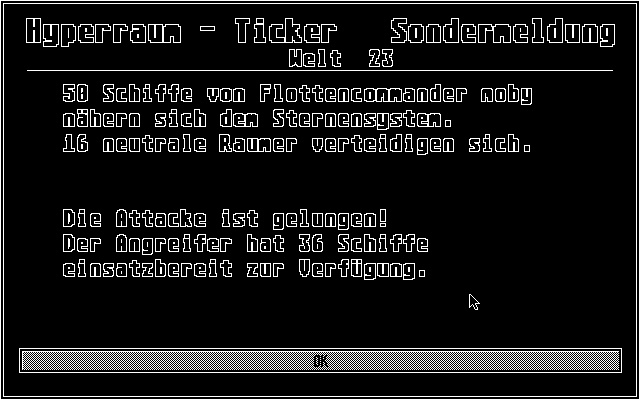 Hyperraum - Ticker Sondermeldung
Welt 23
50 Schiffe von Flottencommander moby
nähern sich dem Sternensystem.
16 neutrale Raumer verteidigen sich.
Die Attacke ist gelungen!
Der Angreifer hat 36 Schiffe
einsatzbereit zur Verfügung.
OK